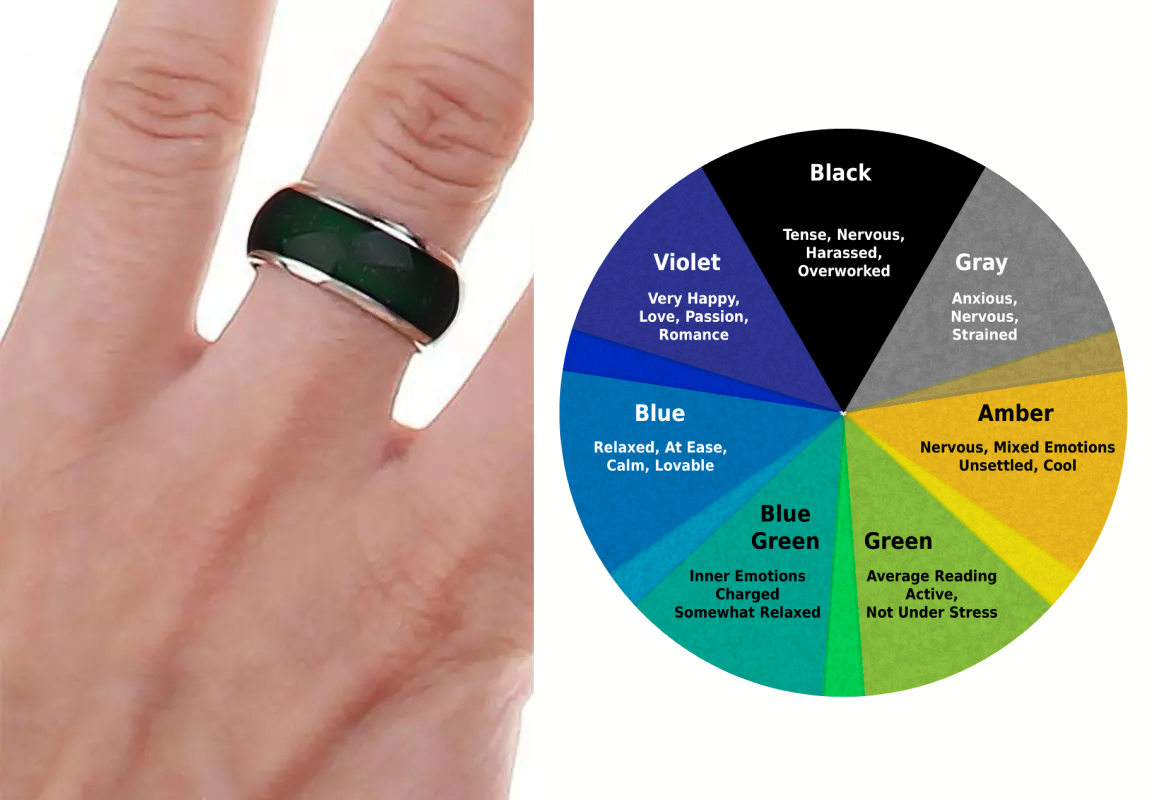 Black
Tense, Nervous,
Harassed,
Overworked
Gray
Anxious,
Nervous,
Strained
Amber
Nervous, Mixed Emotions
Unsettled, Cool
Green
Average Reading
Active,
Not Under Stress
Blue
Green
Inner Emotions
Charged
Somewhat Relaxed
Blue
Relaxed, At Ease,
Calm, Lovable
Violet
Very Happy,
Love, Passion,
Romance